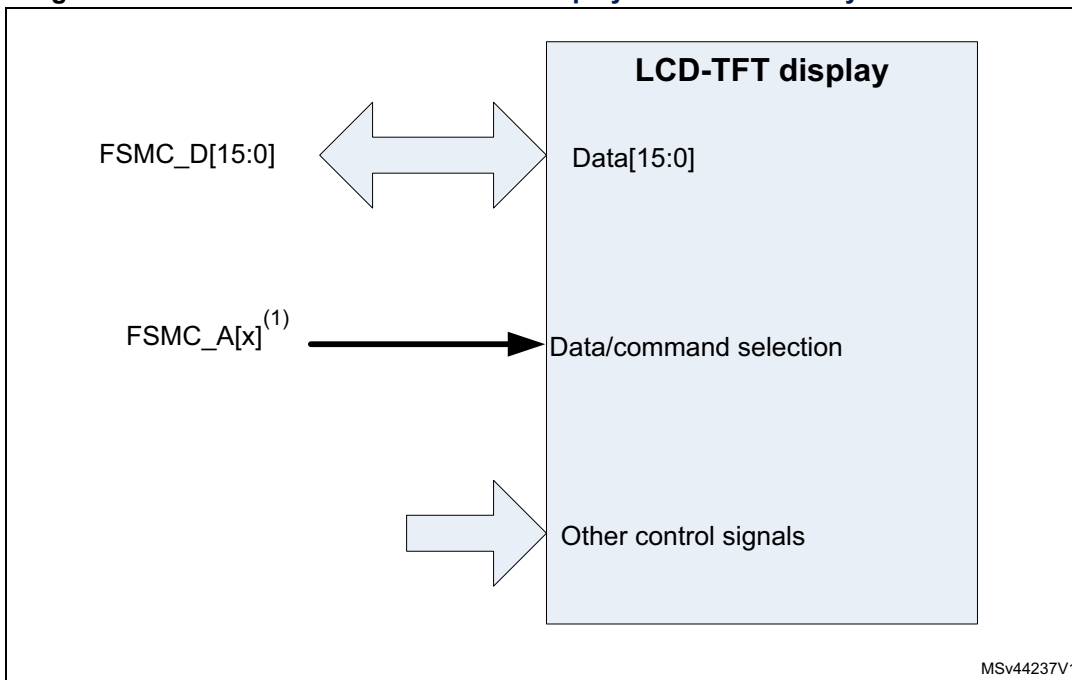 LCD-TFT display
FSMC_D[15:0]
Data[15:0]
FSMC_A[x](1)
Data/command selection
Other control signals
MSv44237V1